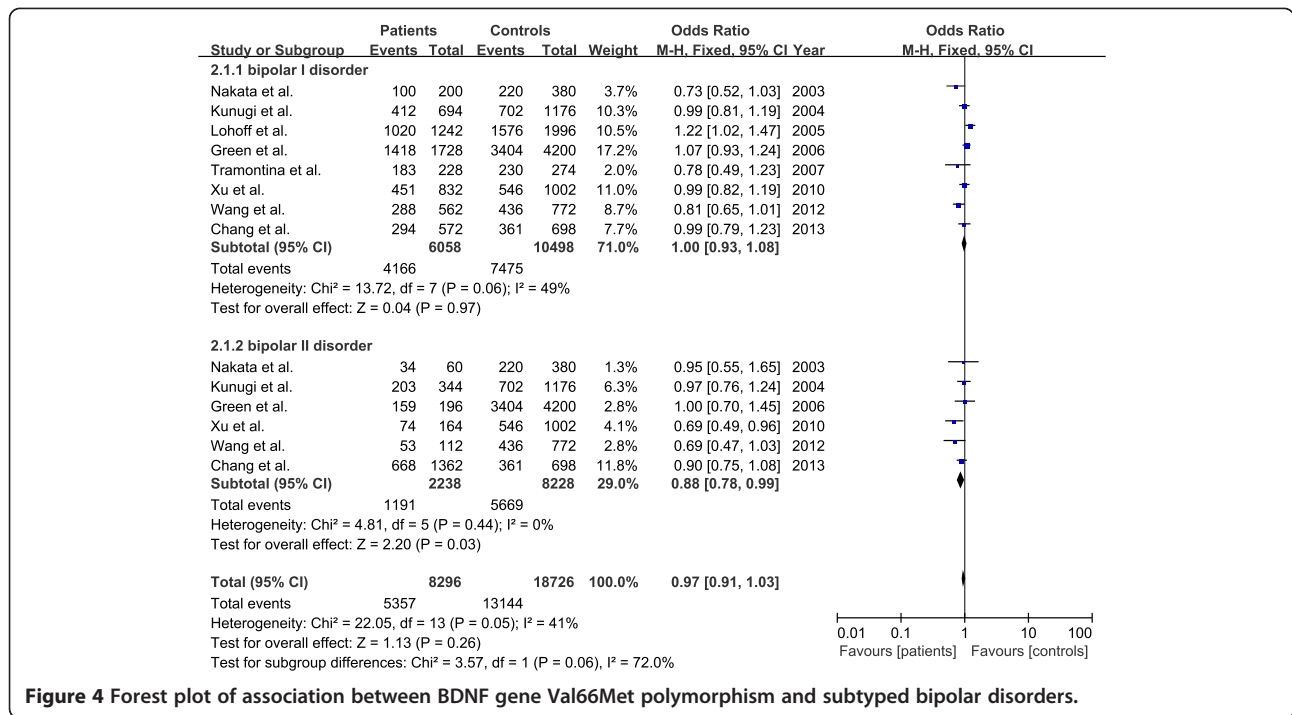 Patients Controls Odds Ratio Odds Ratio
Study or Subgroup Events Total Events Total Weight M-H, Fixed, 95% CI Year M-H, Fixed, 95% CI
2.1.1 bipolar I disorder
Nakata et al. 100 200 220 380 3.7% 0.73 [0.52, 1.03] 2003
Kunugi et al. 412 694 702 1176 10.3% 0.99 [0.81, 1.19] 2004
Lohoff et al. 1020 1242 1576 1996 10.5% 1.22 [1.02, 1.47] 2005
Green et al. 1418 1728 3404 4200 17.2% 1.07 [0.93, 1.24] 2006
Tramontina et al. 183 228 230 274 2.0% 0.78 [0.49, 1.23] 2007
Xu et al. 451 832 546 1002 11.0% 0.99 [0.82, 1.19] 2010
Wang et al. 288 562 436 772 8.7% 0.81 [0.65, 1.01] 2012
Chang et al. 294 572 361 698 7.7% 0.99 [0.79, 1.23] 2013
Subtotal (95% CI) 6058 10498 71.0% 1.00 [0.93, 1.08]
Total events 4166 7475
Heterogeneity: Chi² = 13.72, df = 7 (P = 0.06); I² = 49%
Test for overall effect: Z = 0.04 (P = 0.97)
2.1.2 bipolar II disorder
Nakata et al. 34 60 220 380 1.3% 0.95 [0.55, 1.65] 2003
Kunugi et al. 203 344 702 1176 6.3% 0.97 [0.76, 1.24] 2004
Green et al. 159 196 3404 4200 2.8% 1.00 [0.70, 1.45] 2006
Xu et al. 74 164 546 1002 4.1% 0.69 [0.49, 0.96] 2010
Wang et al. 53 112 436 772 2.8% 0.69 [0.47, 1.03] 2012
Chang et al. 668 1362 361 698 11.8% 0.90 [0.75, 1.08] 2013
Subtotal (95% CI) 2238 8228 29.0% 0.88 [0.78, 0.99]
Total events 1191 5669
Heterogeneity: Chi² = 4.81, df = 5 (P = 0.44); I² = 0%
Test for overall effect: Z = 2.20 (P = 0.03)
Total (95% CI) 8296 18726 100.0% 0.97 [0.91, 1.03]
Total events 5357 13144
Heterogeneity: Chi² = 22.05, df = 13 (P = 0.05); I² = 41%
Test for overall effect: Z = 1.13 (P = 0.26)
Test for subgroup differences: Chi² = 3.57, df = 1 (P = 0.06), I² = 72.0%
0.01 0.1 1 10 100
Favours [patients] Favours [controls]
Figure 4 Forest plot of association between BDNF gene Val66Met polymorphism and subtyped bipolar disorders.